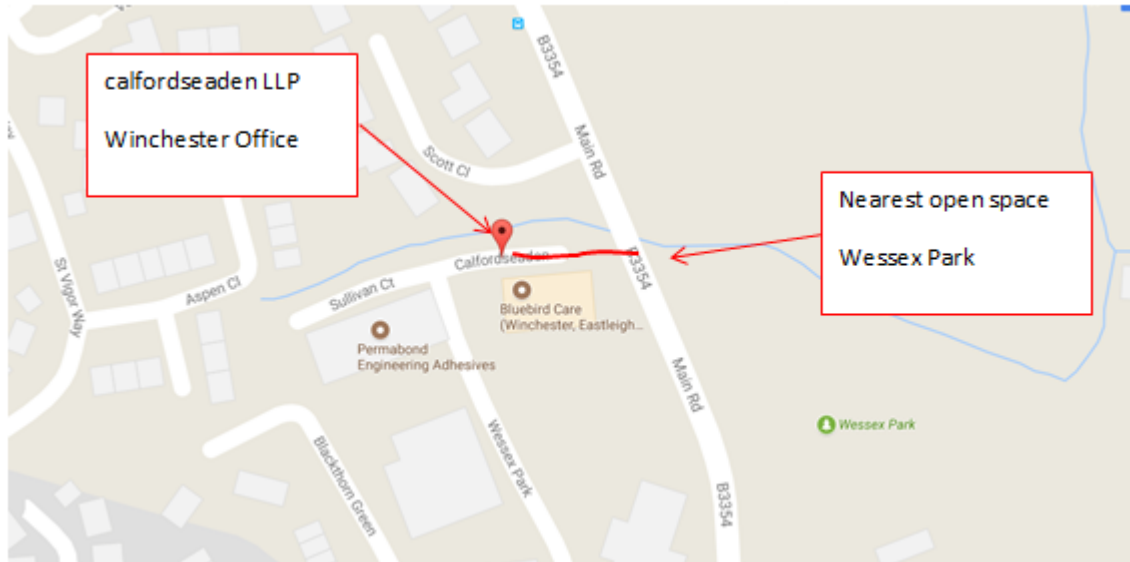 B3354
calfordseaden LLP
Winchester Office
Main Rd
Scott Cl
Nearest open space
Wessex Park
Calfordseaden
B3354
St Vigor Way
Aspen Cl
Sullivan Ct
Bluebird Care
(Winchester, Eastleigh...
Permabond
Engineering Adhesives
Main Rd
Wessex Park
Wessex Park
Blackthorn Green
B3354